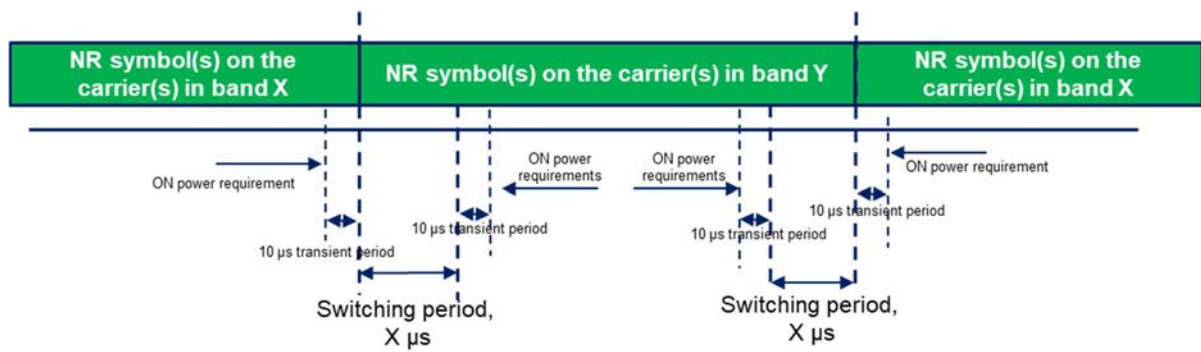 NR symbol(s) on the
carrier(s) in band X
NR symbol(s) on the carrier(s) in band Y
NR symbol(s) on the
carrier(s) in band X
ON power requirement
ON power
requirements
ON power
requirements
ON power requirement
10 µs transient period
10 µs transient period
10 µs transient period
10 µs transient period
Switching period,
X µs
Switching period,
X µs